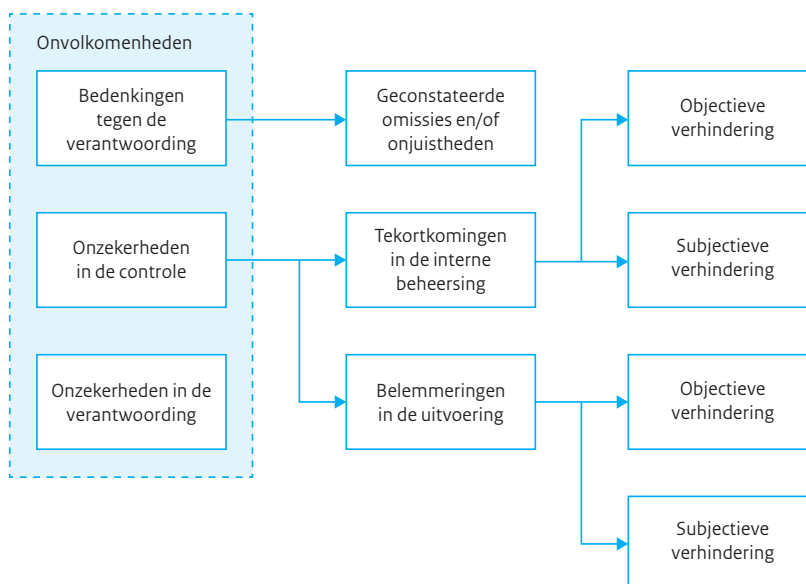 Onvolkomenheden
Bedenkingen
tegen de
verantwoording
Geconstateerde
omissies en/of
onjuistheden
Objectieve
verhindering
Onzekerheden
in de controle
Tekortkomingen
in de interne
beheersing
Subjectieve
verhindering
Onzekerheden in de
verantwoording
Belemmeringen
in de uitvoering
Objectieve
verhindering
Subjectieve
verhindering